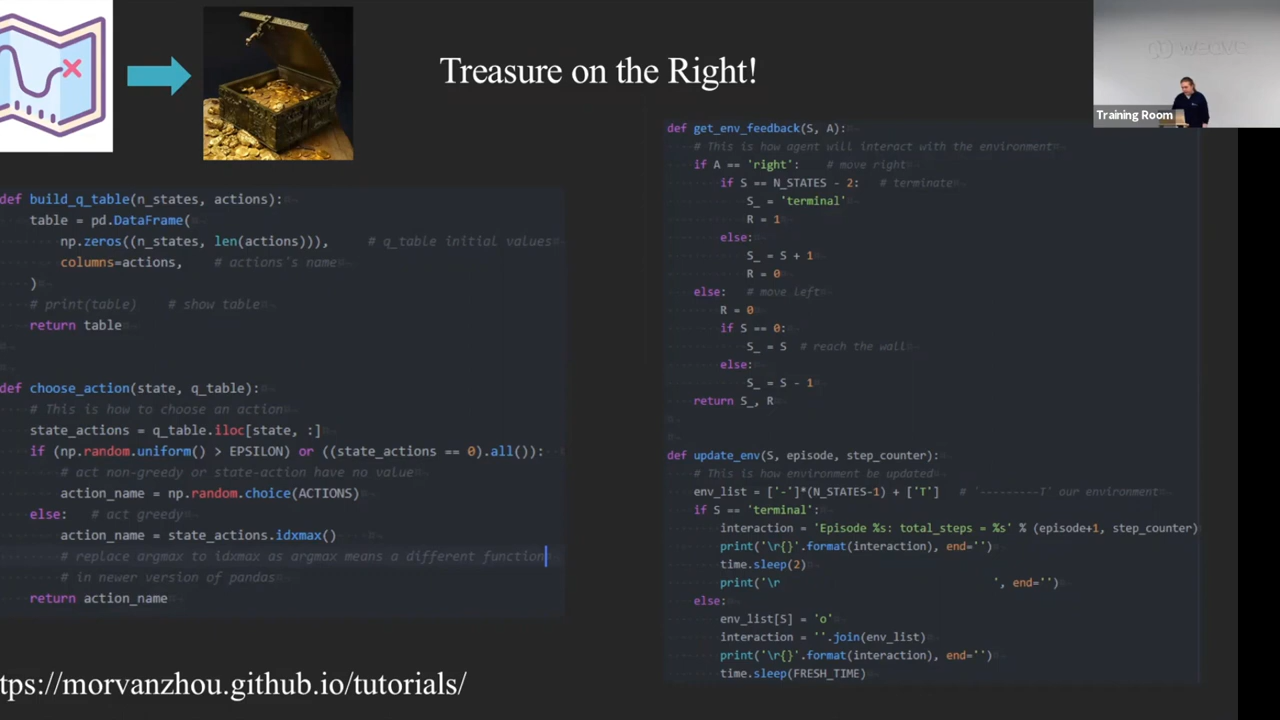 Treasure on the Right!
Training Room
def build_q_table(n_states, actions):
table = pd.DataFrame(
np.zeros((n_states, len(actions))), # q_table initial values
columns=actions, # actions's name
)
# print(table) # show table
return table
def choose_action(state, q_table):
# This is how to choose an action
state_actions = q_table.iloc[state, :]
if (np.random.uniform() > EPSILON) or ((state_actions == 0).all()):
# act non-greedy or state-action have no value
action_name = np.random.choice(ACTIONS)
else: # act greedy
action_name = state_actions.idxmax()
# replace argmax to idxmax as argmax means a different function
# in newer version of pandas
return action_name
tps://morvanzhou.github.io/tutorials/
def get_env_feedback(S, A):
# This is how agent will interact with the environment
if A == 'right': # move right
if S == N_STATES - 2: # terminate
S_ = 'terminal'
R = 1
else:
S_ = S + 1
R = 0
else: # move left
R = 0
if S == 0:
S_ = S # reach the wall
else:
S_ = S - 1
return S_, R
def update_env(S, episode, step_counter):
# This is how environment be updated
env_list = ['-']*(N_STATES-1) + ['T'] # '---------T' our environment
if S == 'terminal':
interaction = 'Episode %s: total_steps = %s' % (episode+1, step_counter)
print('\r{}'.format(interaction), end='')
time.sleep(2)
print('\r ', end='')
else:
env_list[S] = 'o'
interaction = ''.join(env_list)
print('\r{}'.format(interaction), end='')
time.sleep(FRESH_TIME)